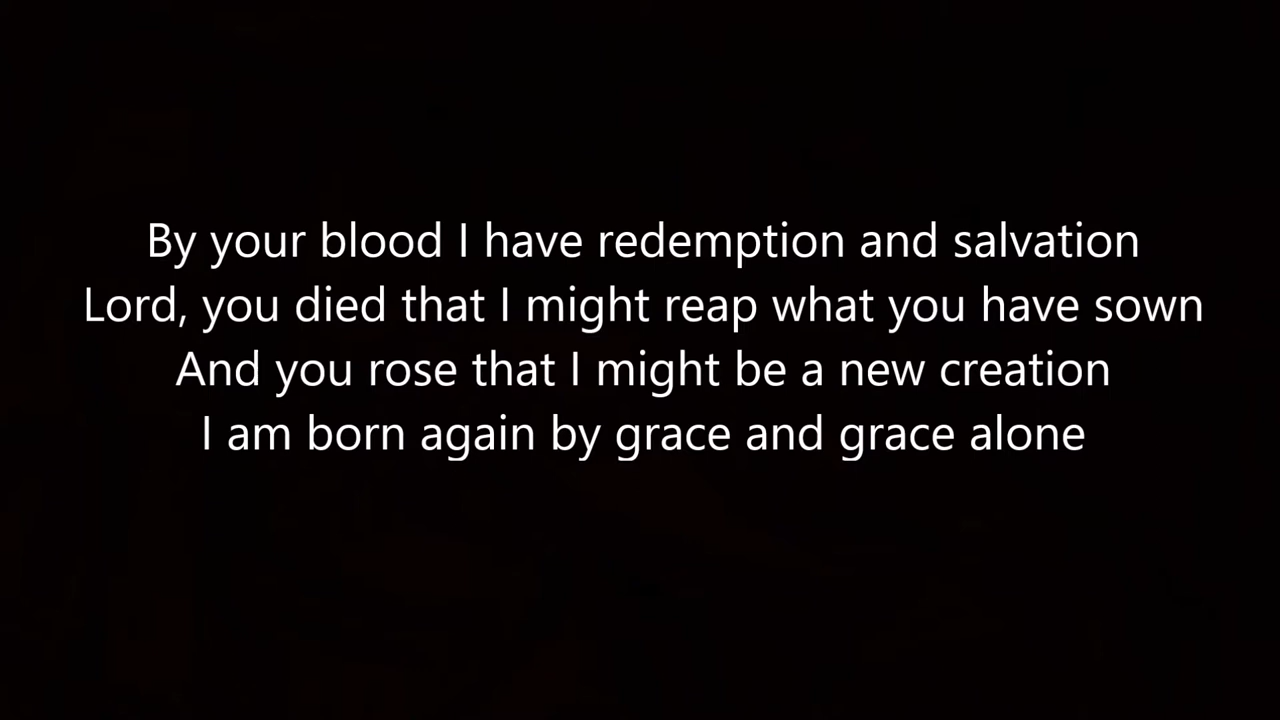 By your blood I have redemption and salvation
Lord, you died that I might reap what you have sown
And you rose that I might be a new creation
I am born again by grace and grace alone